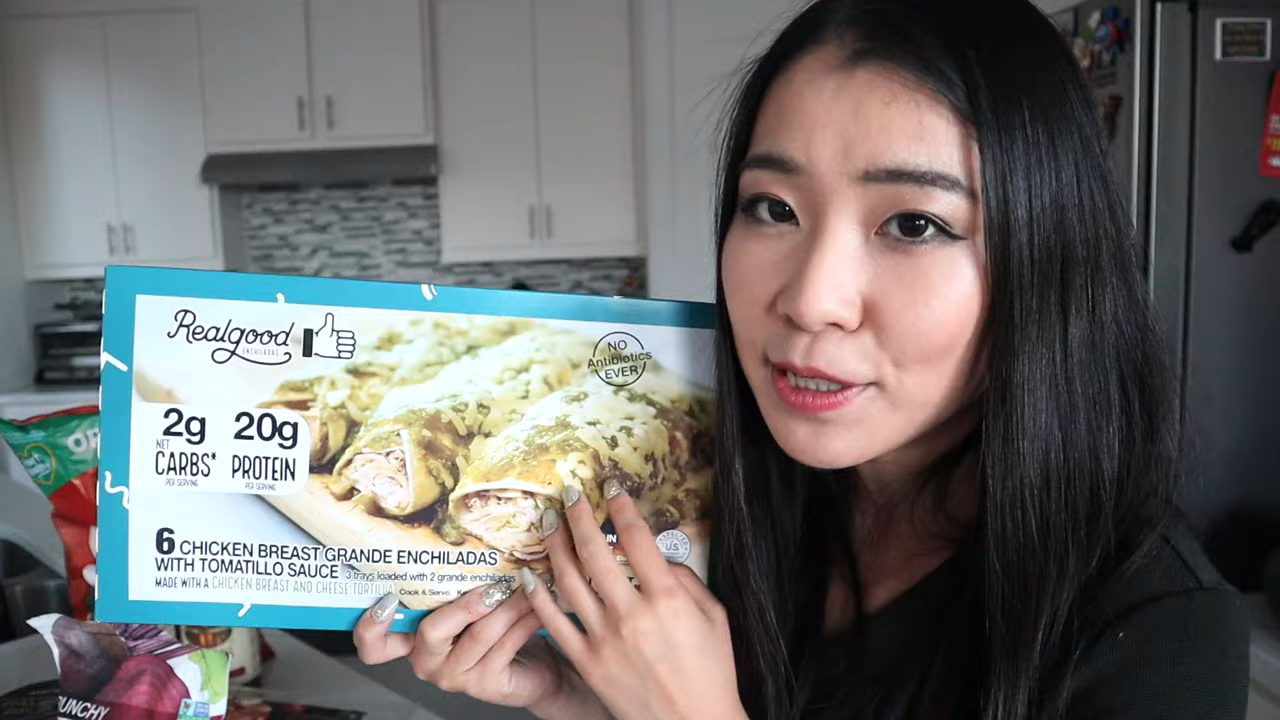 Realgood
ENCHILADAS
NO
Antibiotics
EVER
2g
NET
CARBS*
PER SERVING
20g
PROTEIN
PER SERVING
6 CHICKEN BREAST GRANDE ENCHILADAS
WITH TOMATILLO SAUCE 3 trays loaded with 2 grande enchiladas
MADE WITH A CHICKEN BREAST AND CHEESE TORTILLA Cook & Serve.